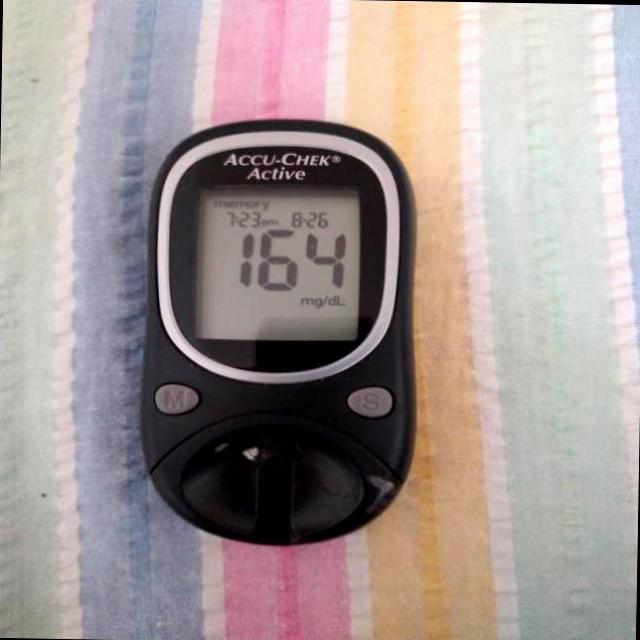 ACCU-CHEK®
Active
memory
7:23pm 8-26
164
mg/dL
M
S